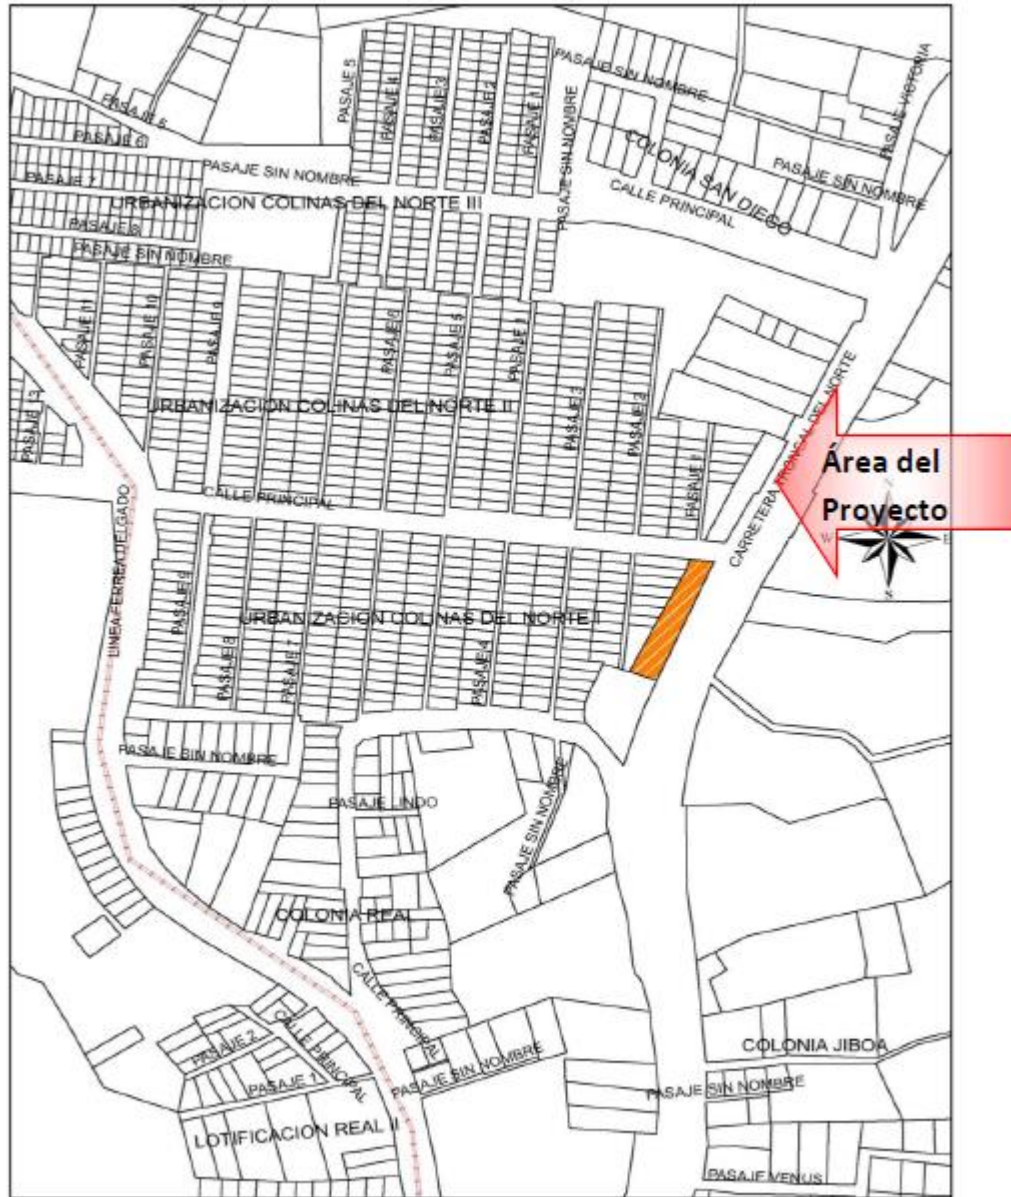 PASAJE VICTORIA
PASAJE SIN NOMBRE
PASAJE 5
PASAJE 4
PASAJE 3
PASAJE 2
PASAJE 1
PASAJE SIN NOMBRE
PASAJE 5
PASAJE 6
COLONIA SAN DIEGO
PASAJE SIN NOMBRE
PASAJE SIN NOMBRE
PASAJE 7
CALLE PRINCIPAL
URBANIZACION COLINAS DEL NORTE III
PASAJE 8
PASAJE SIN NOMBRE
PASAJE 11
PASAJE 10
PASAJE 9
PASAJE 6
PASAJE 5
PASAJE 3
PASAJE 2
PASAJE 13
URBANIZACION COLINAS DEL NORTE II
CARRETERA TRONCAL DEL NORTE
Área del
Proyecto
N
W
E
S
PASAJE 1
CALLE PRINCIPAL
LINEA FERREA DELGADO
PASAJE 9
URBANIZACION COLINAS DEL NORTE I
PASAJE 8
PASAJE 7
PASAJE 4
PASAJE SIN NOMBRE
PASAJE LINDO
PASAJE SIN NOMBRE
COLONIA REAL
CALLE PRINCIPAL
CALLE PRINCIPAL
PASAJE 2
PASAJE 1
PASAJE SIN NOMBRE
COLONIA JIBOA
PASAJE SIN NOMBRE
LOTIFICACION REAL II
PASAJE VENUS